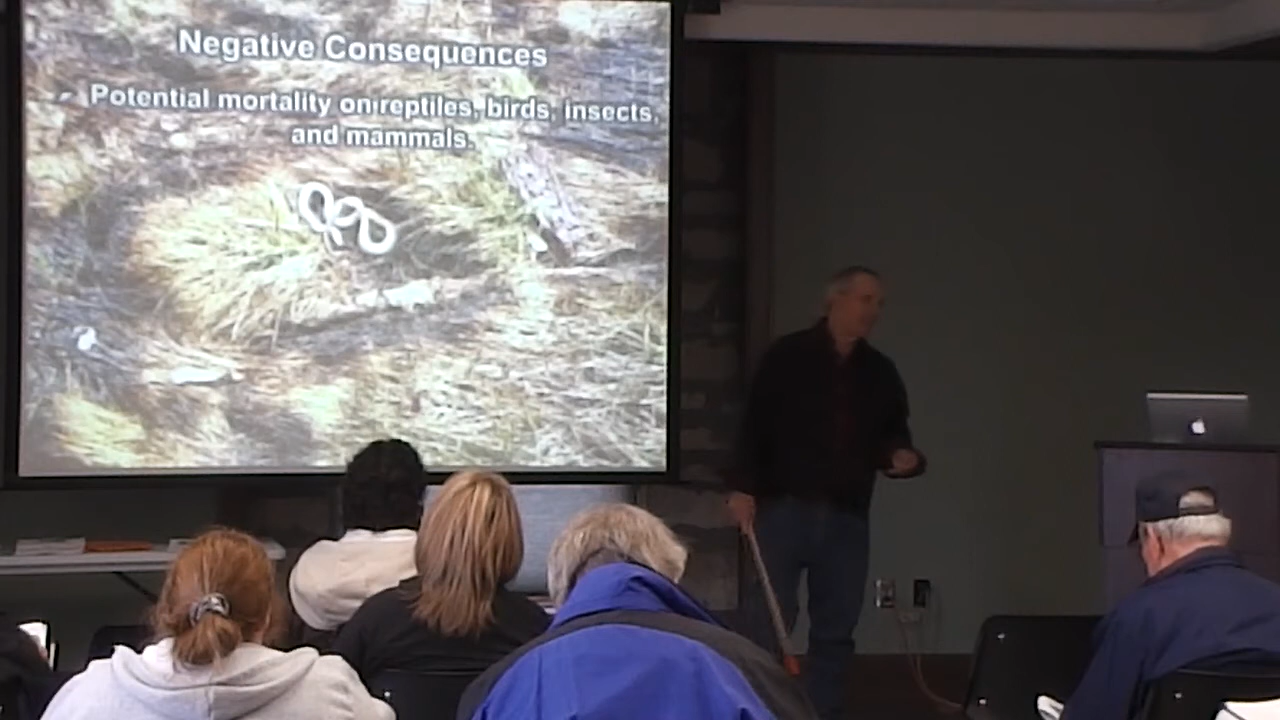 Negative Consequences
Potential mortality on reptiles, birds, insects,
and mammals.